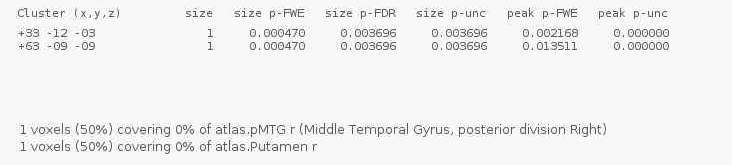 Cluster (x,y,z) size size p-FWE size p-FDR size p-unc peak p-FWE peak p-unc
+33 -12 -03 1 0.000470 0.003696 0.003696 0.002168 0.000000
+63 -09 -09 1 0.000470 0.003696 0.003696 0.013511 0.000000
1 voxels (50%) covering 0% of atlas.pMTG r (Middle Temporal Gyrus, posterior division Right)
1 voxels (50%) covering 0% of atlas.Putamen r